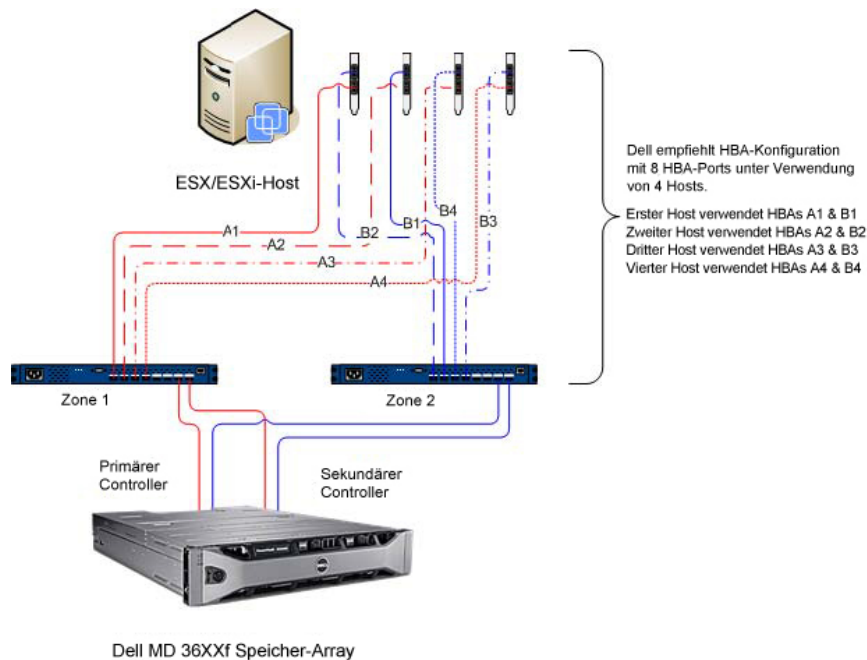 ESX/ESXi-Host
A1
A2
B2
B1
B4
B3
A3
A4
Dell empfiehlt HBA-Konfiguration
mit 8 HBA-Ports unter Verwendung
von 4 Hosts.
Erster Host verwendet HBAs A1 & B1
Zweiter Host verwendet HBAs A2 & B2
Dritter Host verwendet HBAs A3 & B3
Vierter Host verwendet HBAs A4 & B4
Zone 1
Zone 2
Primärer
Controller
Sekundärer
Controller
Dell MD 36XXf Speicher-Array